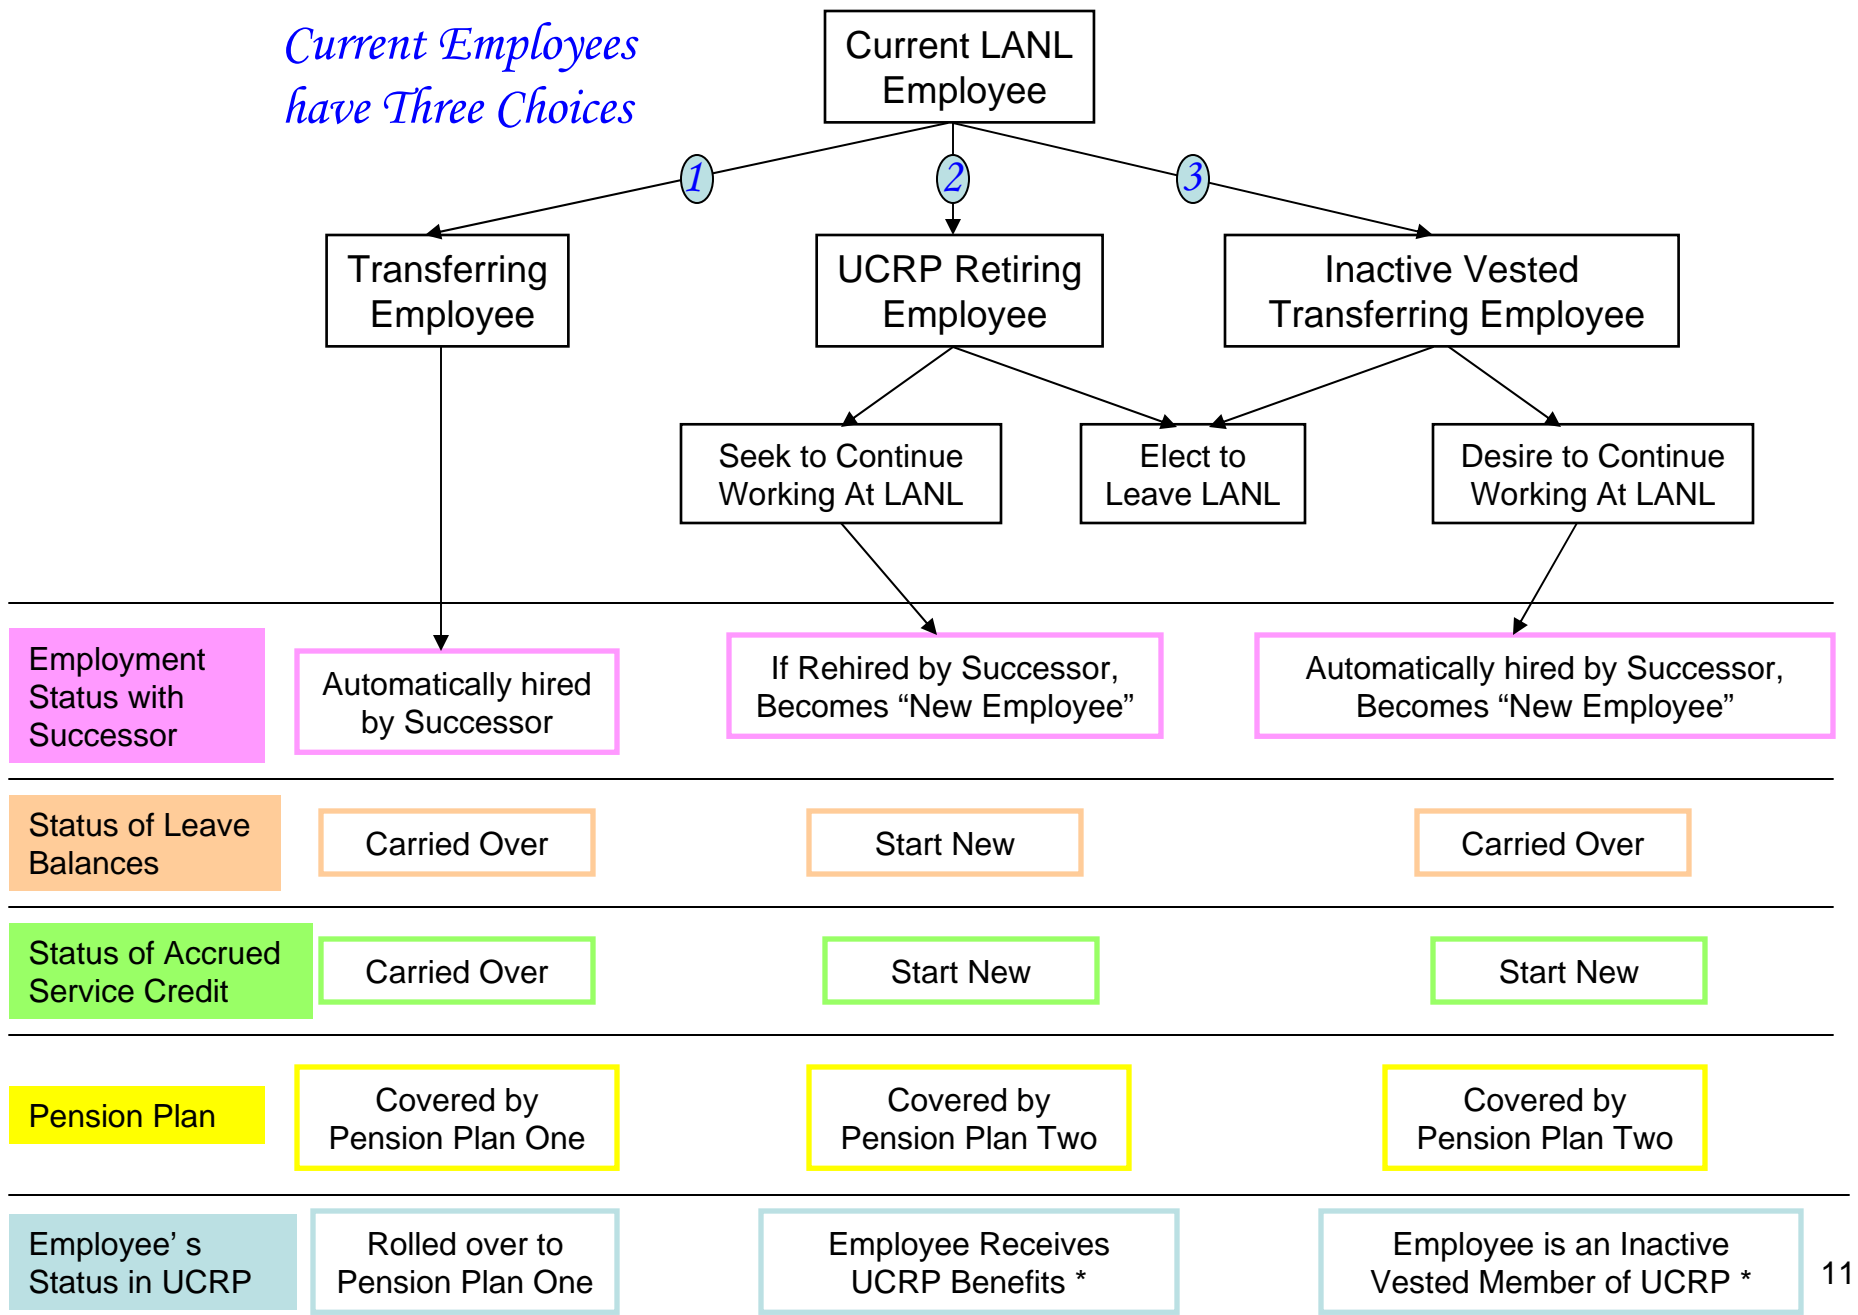 Current Employees
have Three Choices
Current LANL
Employee
1
2
3
Transferring
Employee
UCRP Retiring
Employee
Inactive Vested
Transferring Employee
Seek to Continue
Working At LANL
Elect to
Leave LANL
Desire to Continue
Working At LANL
Employment
Status with
Successor
Automatically hired
by Successor
If Rehired by Successor,
Becomes “New Employee”
Automatically hired by Successor,
Becomes “New Employee”
Status of Leave
Balances
Carried Over
Start New
Carried Over
Status of Accrued
Service Credit
Carried Over
Start New
Start New
Pension Plan
Covered by
Pension Plan One
Covered by
Pension Plan Two
Covered by
Pension Plan Two
Employee’ s
Status in UCRP
Rolled over to
Pension Plan One
Employee Receives
UCRP Benefits *
Employee is an Inactive
Vested Member of UCRP *
11